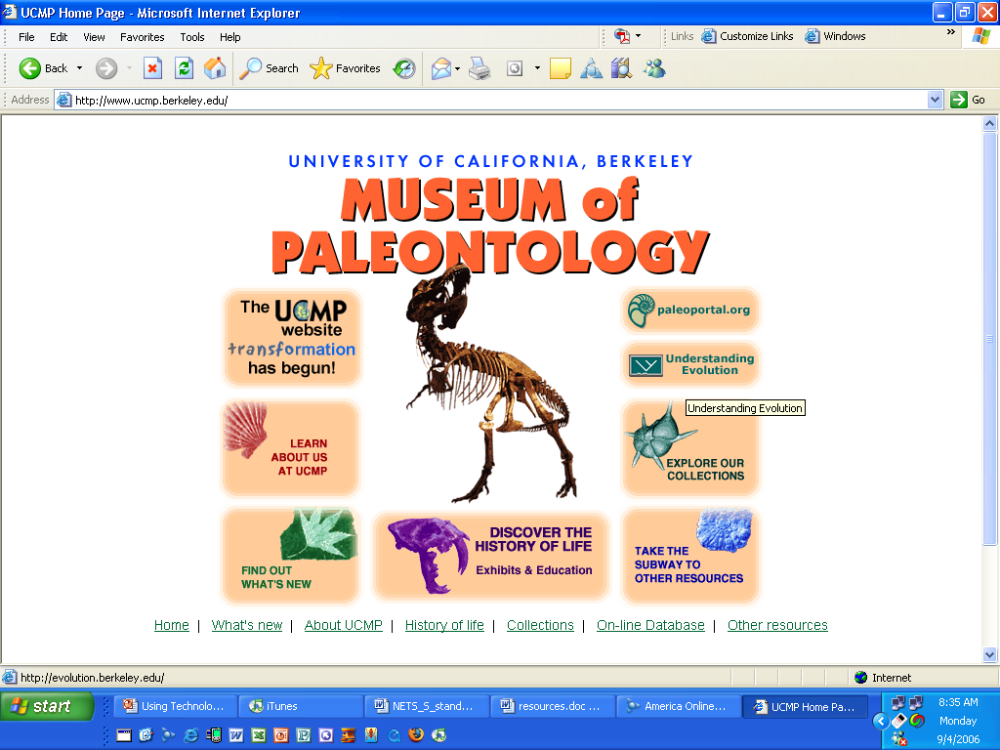 UCMP Home Page - Microsoft Internet Explorer
File Edit View Favorites Tools Help
Links Customize Links Windows »
Back Search Favorites
Address http://www.ucmp.berkeley.edu/ Go
UNIVERSITY OF CALIFORNIA, BERKELEY
MUSEUM of
PALEONTOLOGY
The UCMP
website
transformation
has begun!
paleoportal.org
Understanding
Evolution
Understanding Evolution
LEARN
ABOUT US
AT UCMP
EXPLORE OUR
COLLECTIONS
FIND OUT
WHAT'S NEW
DISCOVER THE
HISTORY OF LIFE
Exhibits & Education
TAKE THE
SUBWAY TO
OTHER RESOURCES
Home | What's new | About UCMP | History of life | Collections | On-line Database | Other resources
http://evolution.berkeley.edu/ Internet
start Using Technolo... iTunes NETS_S_stand... resources.doc ... America Online... UCMP Home Pa... 8:35 AM
Monday
9/4/2006